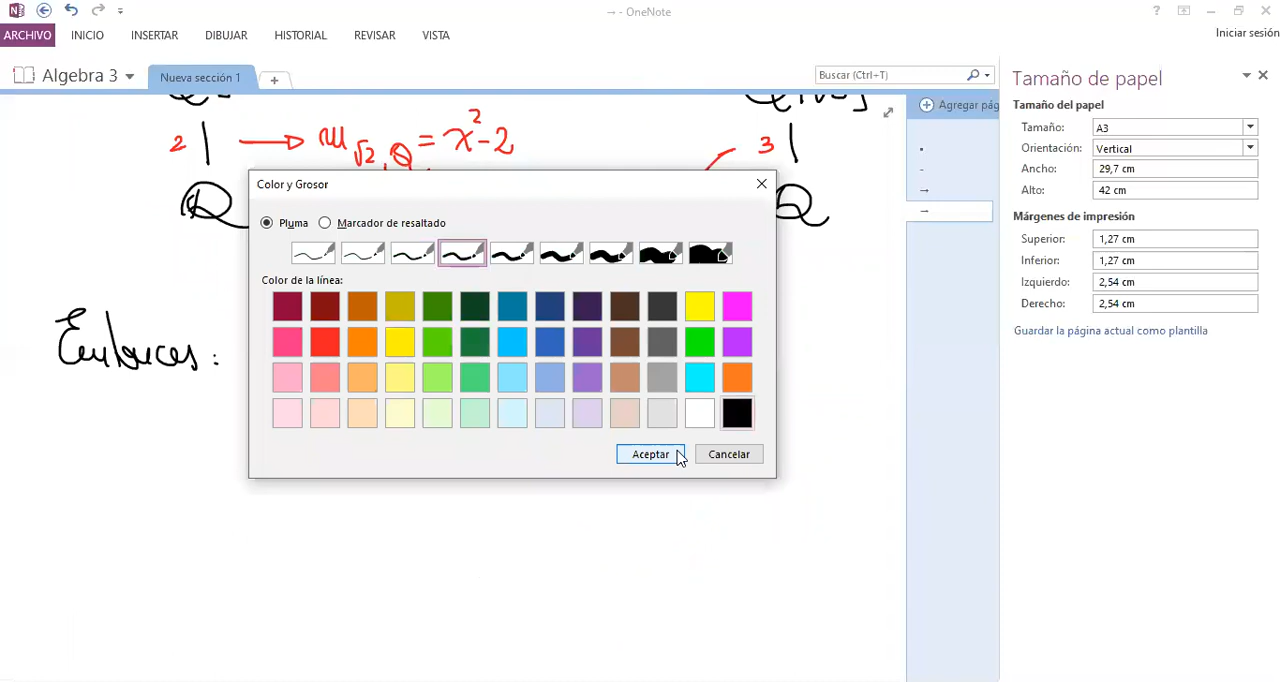 → - OneNote
ARCHIVO INICIO INSERTAR DIBUJAR HISTORIAL REVISAR VISTA
Iniciar sesión
Algebra 3
Nueva sección 1
Buscar (Ctrl+T)
Agregar pág
→
→
2 | → m √2, Q = x² - 2
3 |
Q
Q
Entonces:
Color y Grosor
Pluma
Marcador de resaltado
Color de la línea:
Aceptar
Cancelar
Tamaño de papel
Tamaño del papel
Tamaño: A3
Orientación: Vertical
Ancho: 29,7 cm
Alto: 42 cm
Márgenes de impresión
Superior: 1,27 cm
Inferior: 1,27 cm
Izquierdo: 2,54 cm
Derecho: 2,54 cm
Guardar la página actual como plantilla